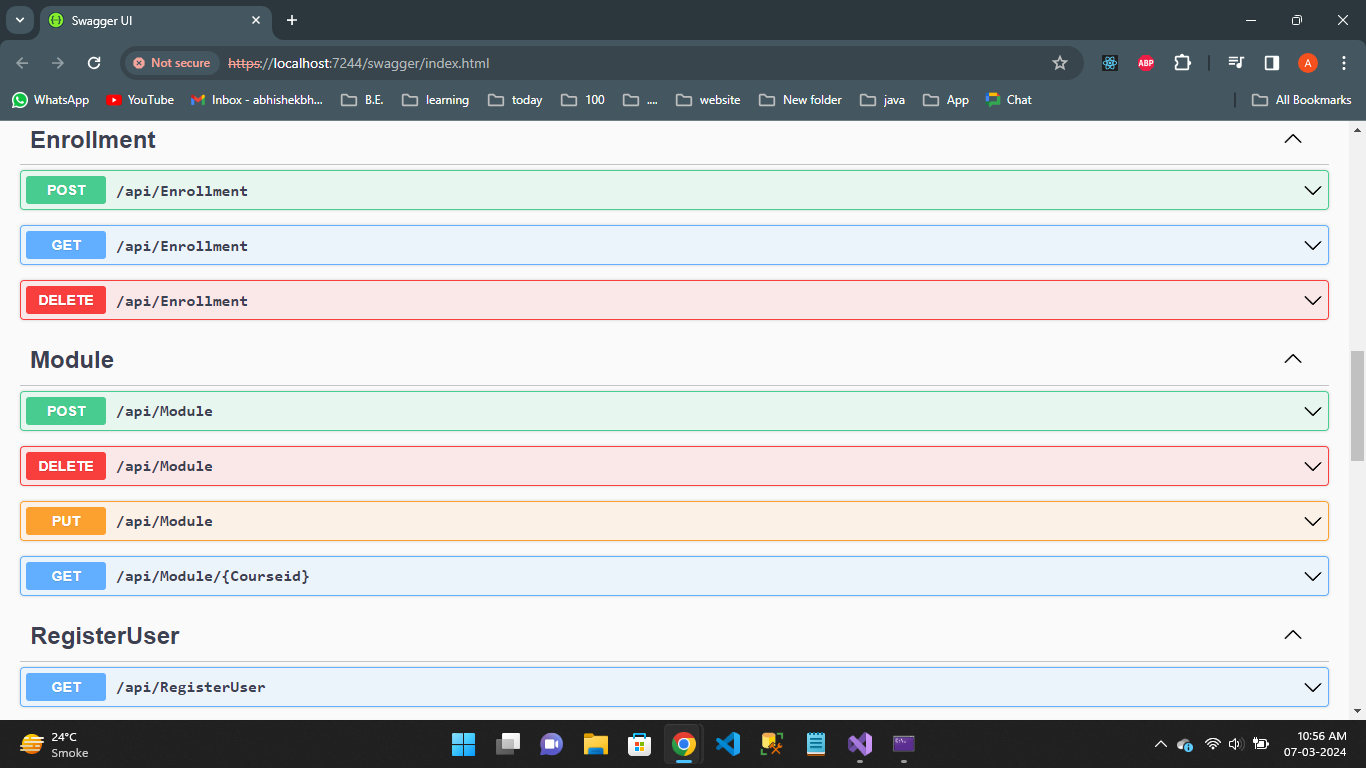 Swagger UI
Not secure https://localhost:7244/swagger/index.html ABP A
WhatsApp YouTube Inbox - abhishekbh... B.E. learning today 100 .... website New folder java App Chat All Bookmarks
Enrollment
POST /api/Enrollment
GET /api/Enrollment
DELETE /api/Enrollment
Module
POST /api/Module
DELETE /api/Module
PUT /api/Module
GET /api/Module/{Courseid}
RegisterUser
GET /api/RegisterUser
24°C
Smoke
10:56 AM
07-03-2024